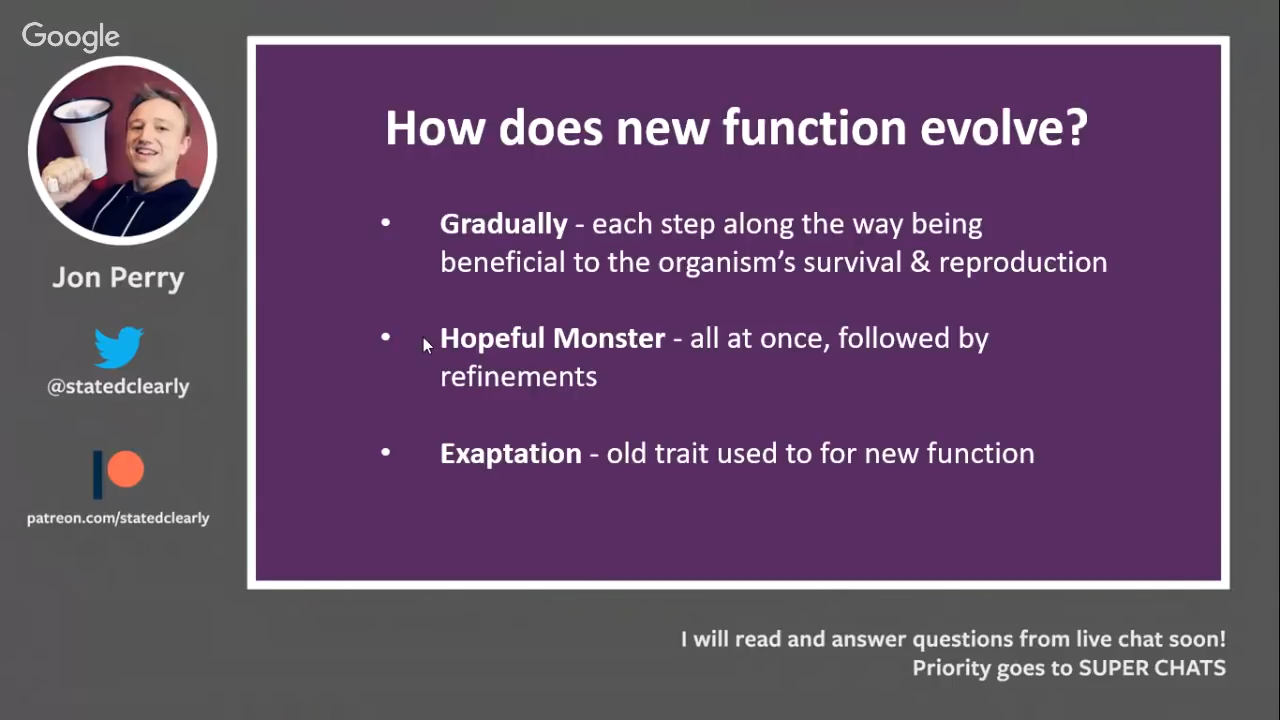 Google
Jon Perry
@statedclearly
patreon.com/statedclearly
How does new function evolve?
• Gradually - each step along the way being
beneficial to the organism’s survival & reproduction
• Hopeful Monster - all at once, followed by
refinements
• Exaptation - old trait used to for new function
I will read and answer questions from live chat soon!
Priority goes to SUPER CHATS